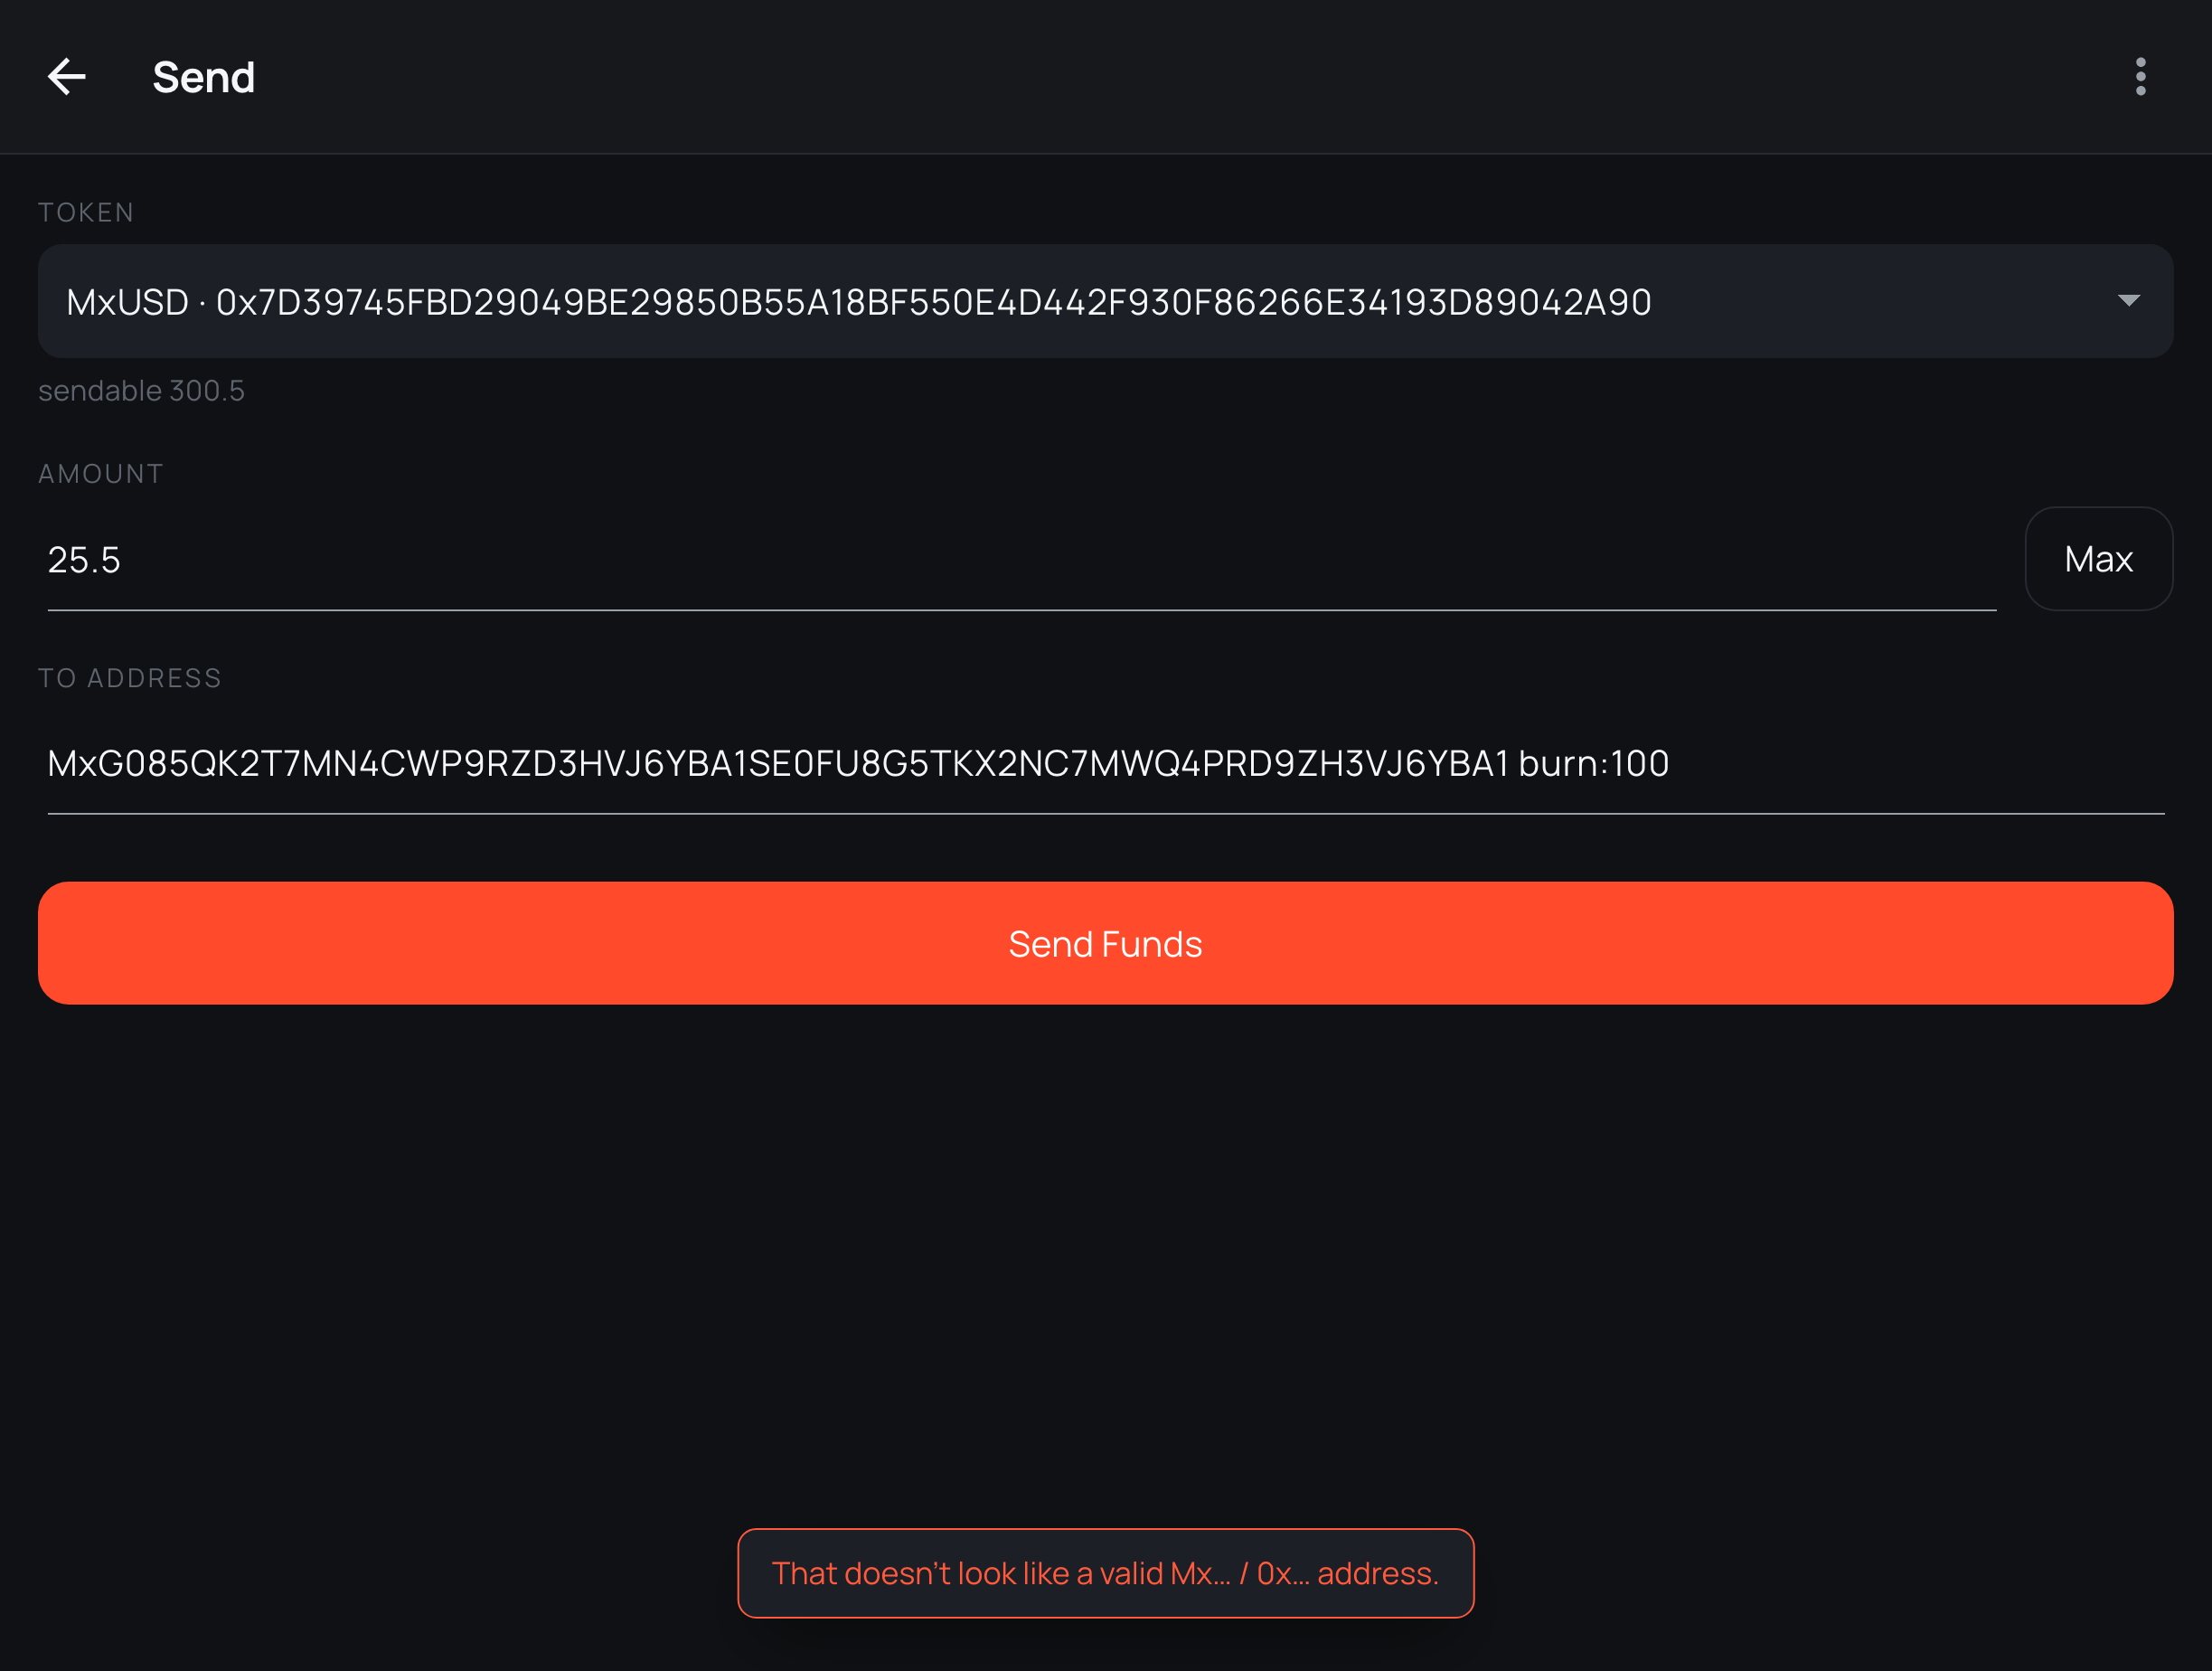 Send
TOKEN
MxUSD · 0x7D39745FBD29049BE29850B55A18BF550E4D442F930F86266E34193D89042A90
sendable 300.5
AMOUNT
25.5
Max
TO ADDRESS
MxG085QK2T7MN4CWP9RZD3HVJ6YBA1SE0FU8G5TKX2NC7MWQ4PRD9ZH3VJ6YBA1 burn:100
Send Funds
That doesn't look like a valid Mx… / 0x… address.